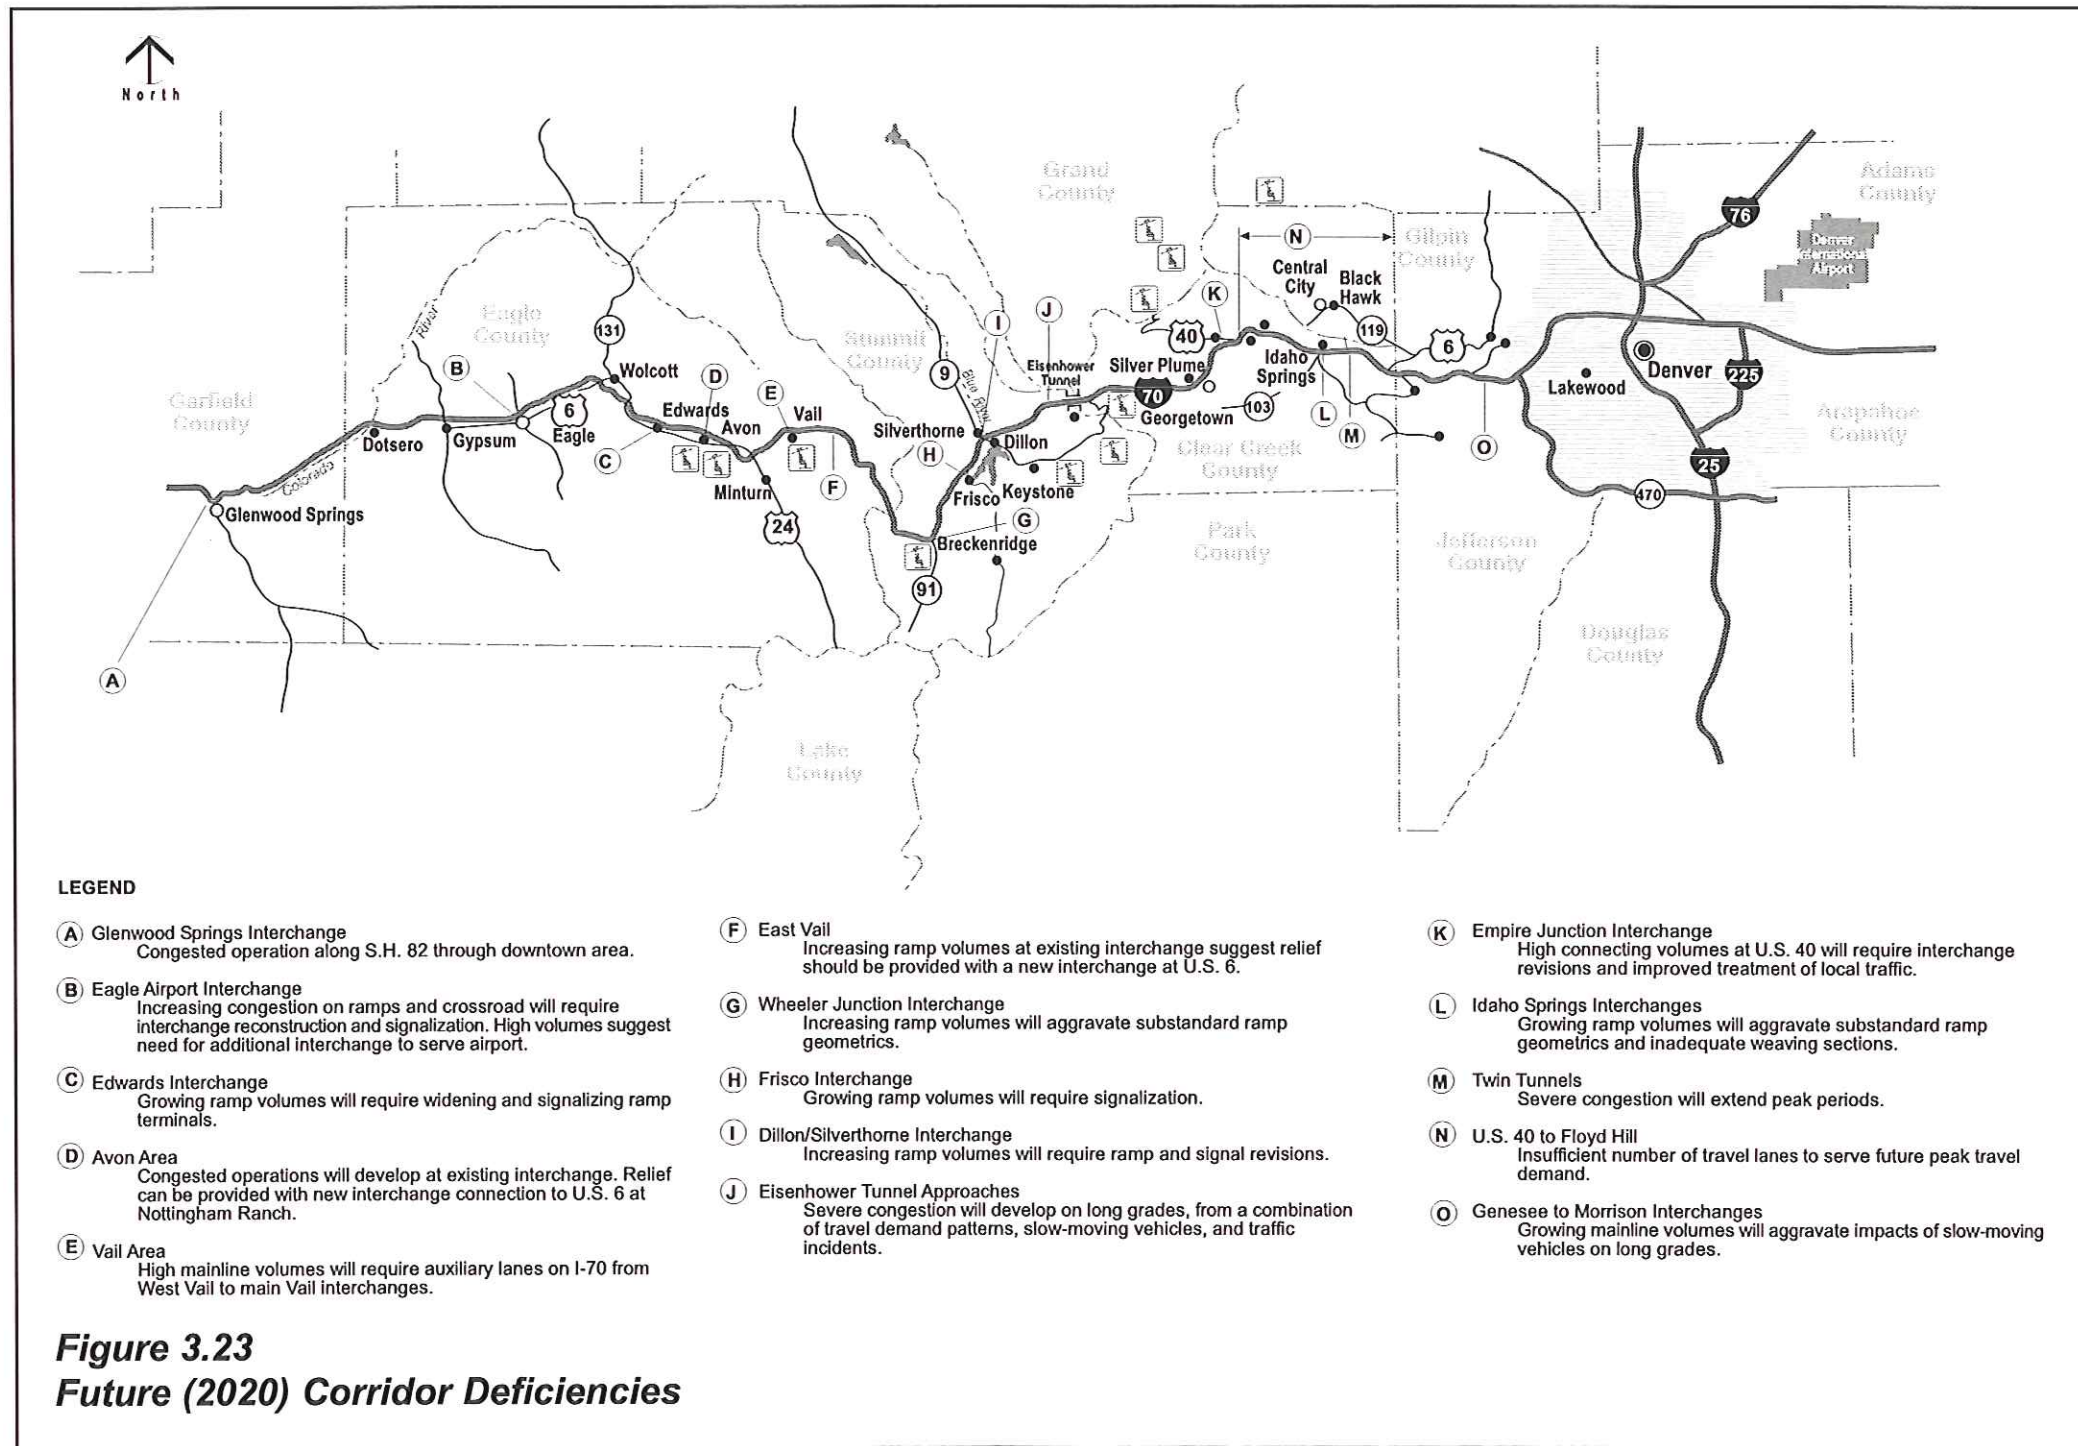 North
Grand
County
Adams
County
76
Denver
International
Airport
N
Gilpin
County
Central
City
Black
Hawk
K
J
I
Eagle
County
River
131
Summit
County
40
119
6
9
Blue River
Eisenhower
Tunnel
Silver Plume
Idaho
Springs
Denver
225
Lakewood
B
Wolcott
D
E
Vail
70
Georgetown
103
L
M
O
Garfield
County
6
Edwards
Avon
Silverthorne
Dillon
Arapahoe
County
Dotsero
Gypsum
Eagle
C
H
Clear Creek
County
25
Colorado
Minturn
F
Frisco
Keystone
470
Glenwood Springs
24
G
Breckenridge
Park
County
Jefferson
County
91
Douglas
County
A
Lake
County
LEGEND
A Glenwood Springs Interchange
Congested operation along S.H. 82 through downtown area.
B Eagle Airport Interchange
Increasing congestion on ramps and crossroad will require
interchange reconstruction and signalization. High volumes suggest
need for additional interchange to serve airport.
C Edwards Interchange
Growing ramp volumes will require widening and signalizing ramp
terminals.
D Avon Area
Congested operations will develop at existing interchange. Relief
can be provided with new interchange connection to U.S. 6 at
Nottingham Ranch.
E Vail Area
High mainline volumes will require auxiliary lanes on I-70 from
West Vail to main Vail interchanges.
F East Vail
Increasing ramp volumes at existing interchange suggest relief
should be provided with a new interchange at U.S. 6.
G Wheeler Junction Interchange
Increasing ramp volumes will aggravate substandard ramp
geometrics.
H Frisco Interchange
Growing ramp volumes will require signalization.
I Dillon/Silverthorne Interchange
Increasing ramp volumes will require ramp and signal revisions.
J Eisenhower Tunnel Approaches
Severe congestion will develop on long grades, from a combination
of travel demand patterns, slow-moving vehicles, and traffic
incidents.
K Empire Junction Interchange
High connecting volumes at U.S. 40 will require interchange
revisions and improved treatment of local traffic.
L Idaho Springs Interchanges
Growing ramp volumes will aggravate substandard ramp
geometrics and inadequate weaving sections.
M Twin Tunnels
Severe congestion will extend peak periods.
N U.S. 40 to Floyd Hill
Insufficient number of travel lanes to serve future peak travel
demand.
O Genesee to Morrison Interchanges
Growing mainline volumes will aggravate impacts of slow-moving
vehicles on long grades.
Figure 3.23
Future (2020) Corridor Deficiencies